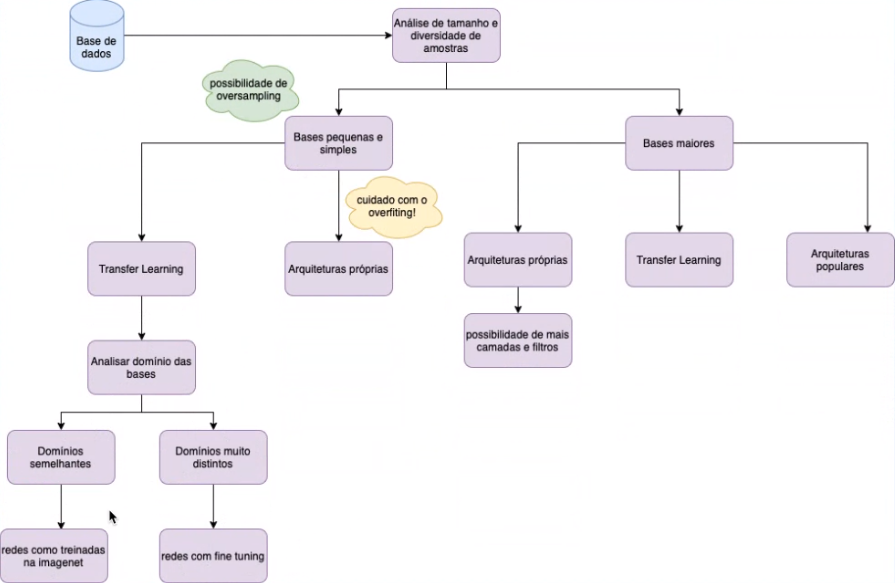 Base de
dados
Análise de tamanho e
diversidade de
amostras
possibilidade de
oversampling
Bases pequenas e
simples
Bases maiores
cuidado com o
overfiting!
Transfer Learning
Arquiteturas próprias
Arquiteturas próprias
Transfer Learning
Arquiteturas
populares
possibilidade de mais
camadas e filtros
Analisar domínio das
bases
Domínios
semelhantes
Domínios muito
distintos
redes como treinadas
na imagenet
redes com fine tuning